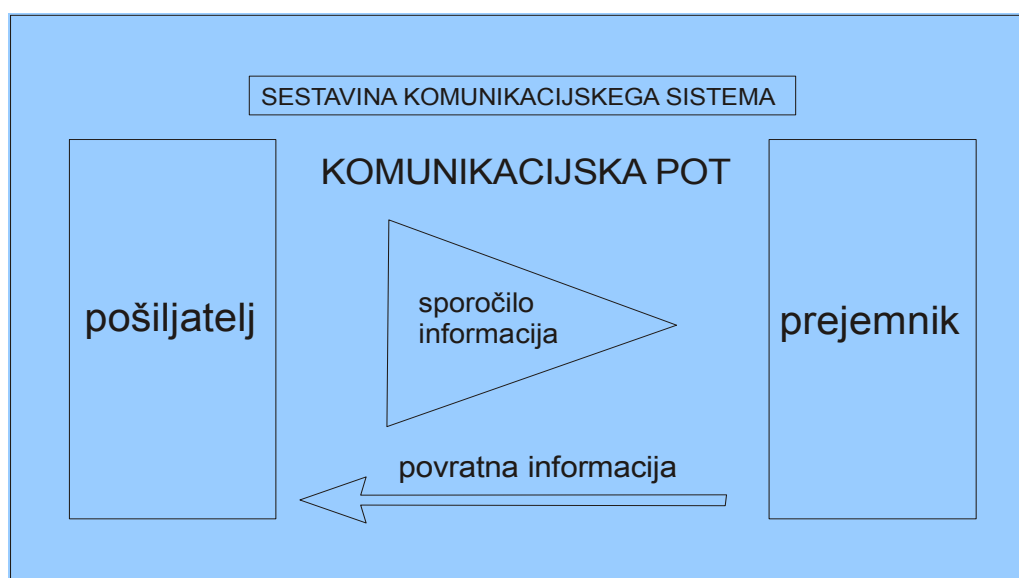 SESTAVINA KOMUNIKACIJSKEGA SISTEMA
KOMUNIKACIJSKA POT
pošiljatelj
sporočilo
informacija
prejemnik
povratna informacija